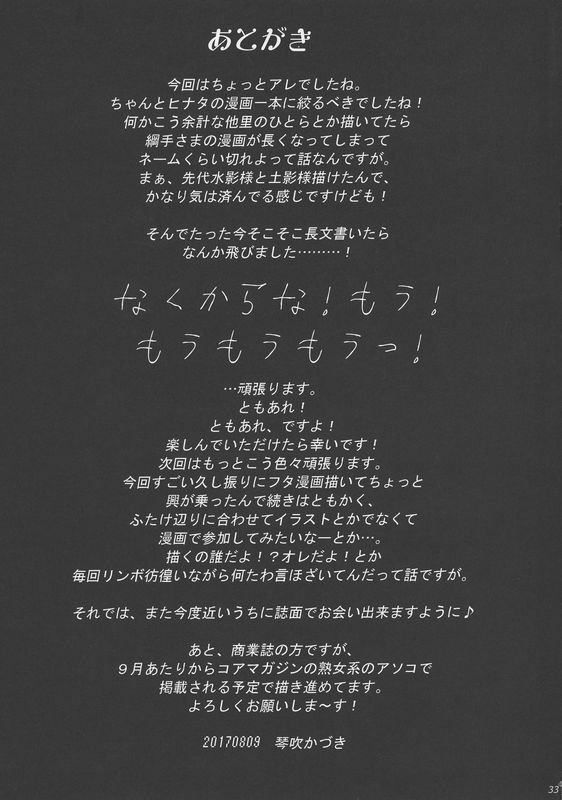 あとがき
今回はちょっとアレでしたね。
ちゃんとヒナタの漫画一本に絞るべきでしたね！
何かこう余計な他里のひとらとか描いてたら
綱手さまの漫画が長くなってしまって
ネームくらい切れよって話なんですが。
まぁ、先代水影様と土影様描けたんで、
かなり気は済んでる感じですけども！
そんでたった今そこそこ長文書いたら
なんか飛びました………！
なくからな！もう！
もうもうもうっ！
…頑張ります。
ともあれ！
ともあれ、ですよ！
楽しんでいただけたら幸いです！
次回はもっとこう色々頑張ります。
今回すごい久し振りにフタ漫画描いてちょっと
興が乗ったんで続きはともかく、
ふたけ辺りに合わせてイラストとかでなくて
漫画で参加してみたいなーとか…。
描くの誰だよ！？オレだよ！とか
毎回リンボ彷徨いながら何たわ言ほざいてんだって話ですが。
それでは、また今度近いうちに誌面でお会い出来ますように♪
あと、商業誌の方ですが、
９月あたりからコアマガジンの熟女系のアソコで
掲載される予定で描き進めてます。
よろしくお願いしま～す！
20170809　琴吹かづき
33